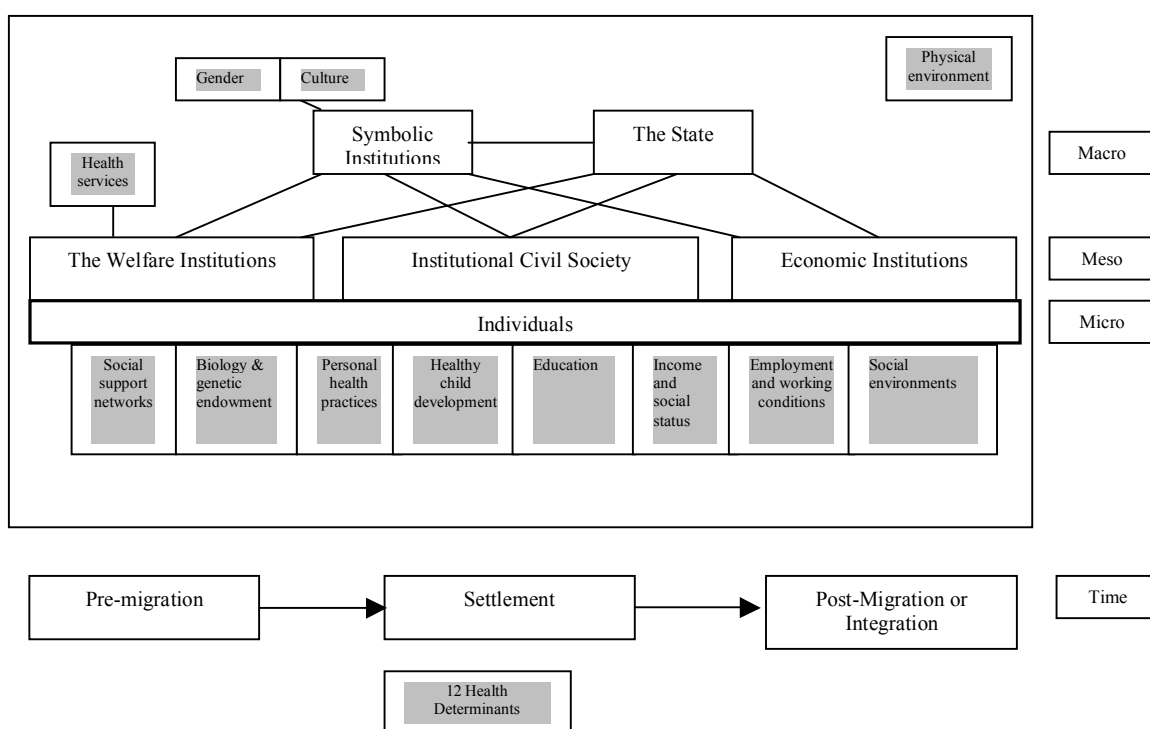 Gender
Culture
Physical
environment
Symbolic
Institutions
The State
Macro
Health
services
The Welfare Institutions
Institutional Civil Society
Economic Institutions
Meso
Individuals
Micro
Social
support
networks
Biology &
genetic
endowment
Personal
health
practices
Healthy
child
development
Education
Income
and
social
status
Employment
and working
conditions
Social
environments
Pre-migration
Settlement
Post-Migration or
Integration
Time
12 Health
Determinants